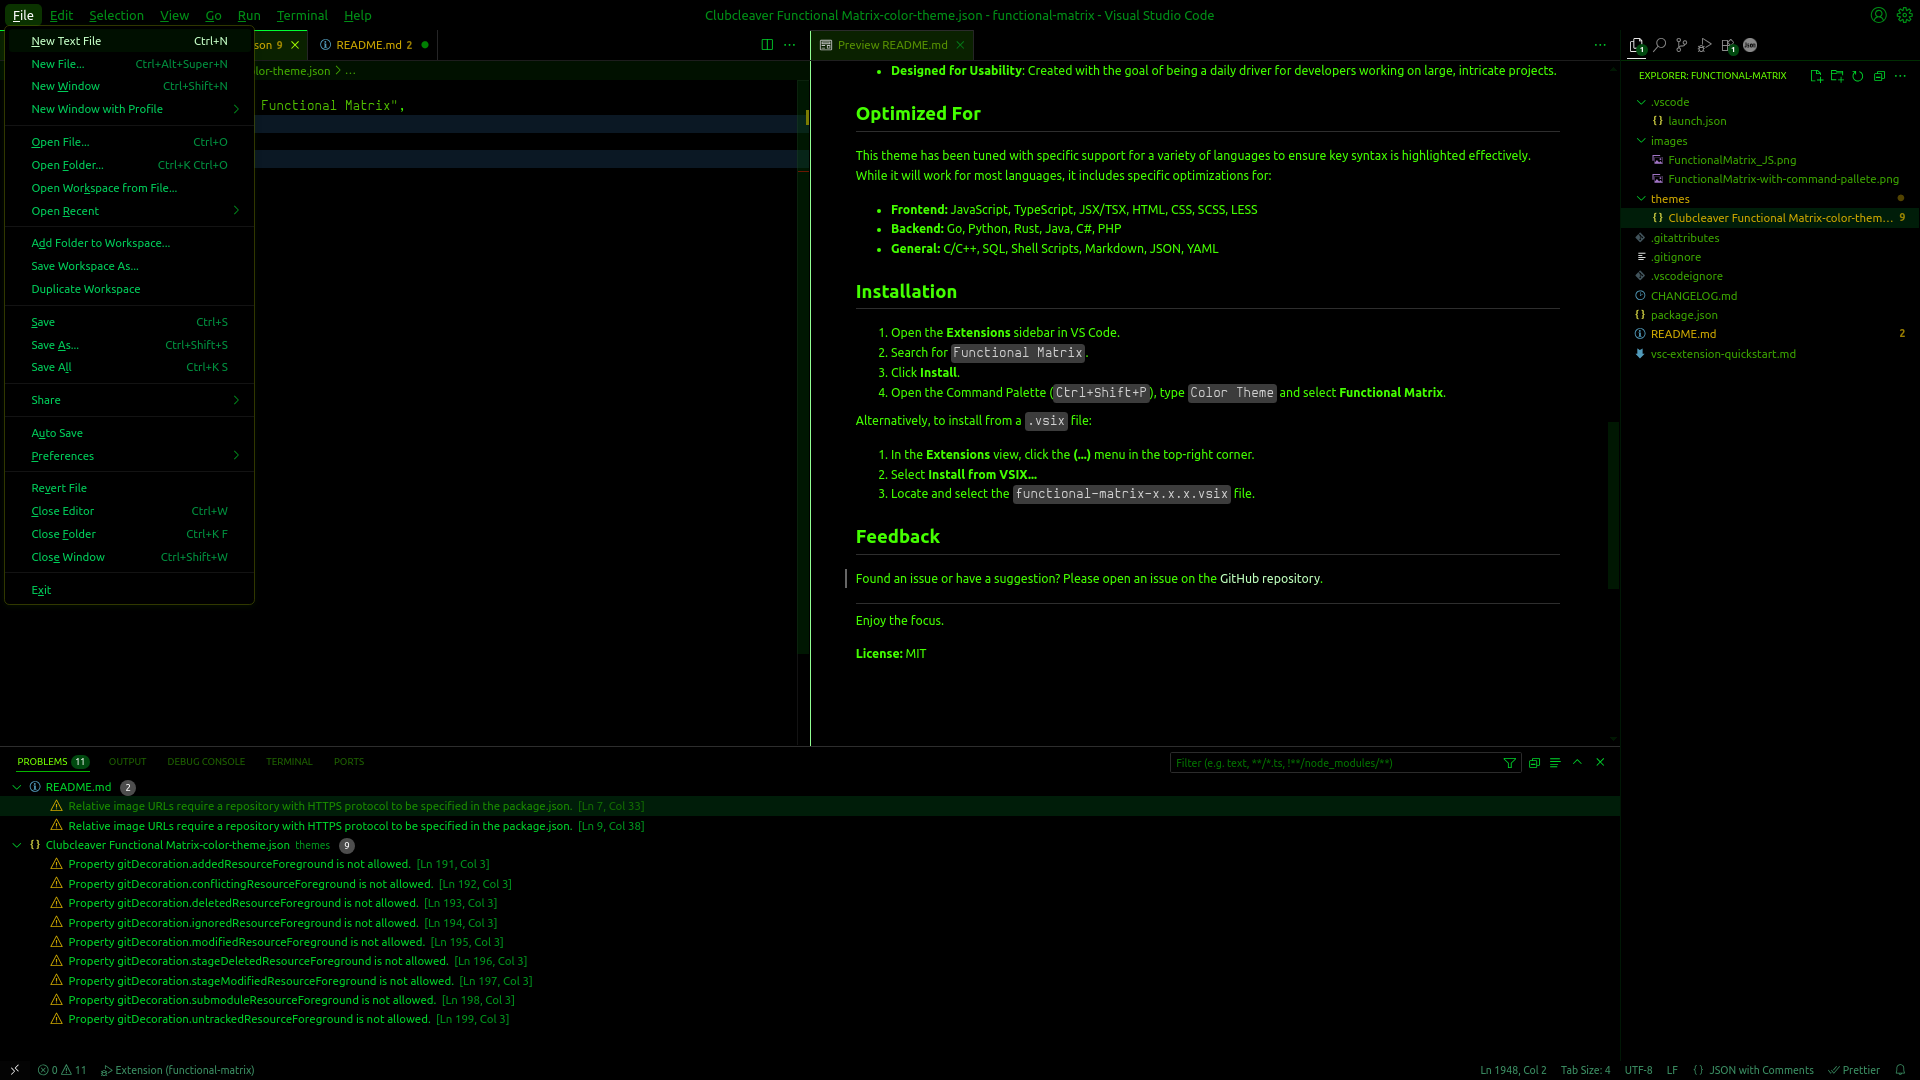 File Edit Selection View Go Run Terminal Help
Clubcleaver Functional Matrix-color-theme.json - functional-matrix - Visual Studio Code
New Text File Ctrl+N
New File... Ctrl+Alt+Super+N
New Window Ctrl+Shift+N
New Window with Profile
Open File... Ctrl+O
Open Folder... Ctrl+K Ctrl+O
Open Workspace from File...
Open Recent
Add Folder to Workspace...
Save Workspace As...
Duplicate Workspace
Save Ctrl+S
Save As... Ctrl+Shift+S
Save All Ctrl+K S
Share
Auto Save
Preferences
Revert File
Close Editor Ctrl+W
Close Folder Ctrl+K F
Close Window Ctrl+Shift+W
Exit
son 9
README.md 2
olor-theme.json > ...
Functional Matrix",
Preview README.md
• Designed for Usability: Created with the goal of being a daily driver for developers working on large, intricate projects.
Optimized For
This theme has been tuned with specific support for a variety of languages to ensure key syntax is highlighted effectively.
While it will work for most languages, it includes specific optimizations for:
• Frontend: JavaScript, TypeScript, JSX/TSX, HTML, CSS, SCSS, LESS
• Backend: Go, Python, Rust, Java, C#, PHP
• General: C/C++, SQL, Shell Scripts, Markdown, JSON, YAML
Installation
1. Open the Extensions sidebar in VS Code.
2. Search for Functional Matrix.
3. Click Install.
4. Open the Command Palette (Ctrl+Shift+P), type Color Theme and select Functional Matrix.
Alternatively, to install from a .vsix file:
1. In the Extensions view, click the (...) menu in the top-right corner.
2. Select Install from VSIX...
3. Locate and select the functional-matrix-x.x.x.vsix file.
Feedback
Found an issue or have a suggestion? Please open an issue on the GitHub repository.
Enjoy the focus.
License: MIT
1
1
JSON
EXPLORER: FUNCTIONAL-MATRIX
.vscode
{} launch.json
images
FunctionalMatrix_JS.png
FunctionalMatrix-with-command-pallete.png
themes
{} Clubcleaver Functional Matrix-color-them... 9
.gitattributes
.gitignore
.vscodeignore
CHANGELOG.md
{} package.json
README.md 2
vsc-extension-quickstart.md
PROBLEMS 11 OUTPUT DEBUG CONSOLE TERMINAL PORTS
Filter (e.g. text, **/*.ts, !**/node_modules/**)
README.md 2
Relative image URLs require a repository with HTTPS protocol to be specified in the package.json. [Ln 7, Col 33]
Relative image URLs require a repository with HTTPS protocol to be specified in the package.json. [Ln 9, Col 38]
{} Clubcleaver Functional Matrix-color-theme.json themes 9
Property gitDecoration.addedResourceForeground is not allowed. [Ln 191, Col 3]
Property gitDecoration.conflictingResourceForeground is not allowed. [Ln 192, Col 3]
Property gitDecoration.deletedResourceForeground is not allowed. [Ln 193, Col 3]
Property gitDecoration.ignoredResourceForeground is not allowed. [Ln 194, Col 3]
Property gitDecoration.modifiedResourceForeground is not allowed. [Ln 195, Col 3]
Property gitDecoration.stageDeletedResourceForeground is not allowed. [Ln 196, Col 3]
Property gitDecoration.stageModifiedResourceForeground is not allowed. [Ln 197, Col 3]
Property gitDecoration.submoduleResourceForeground is not allowed. [Ln 198, Col 3]
Property gitDecoration.untrackedResourceForeground is not allowed. [Ln 199, Col 3]
0 11 Extension (functional-matrix)
Ln 1948, Col 2 Tab Size: 4 UTF-8 LF {} JSON with Comments Prettier